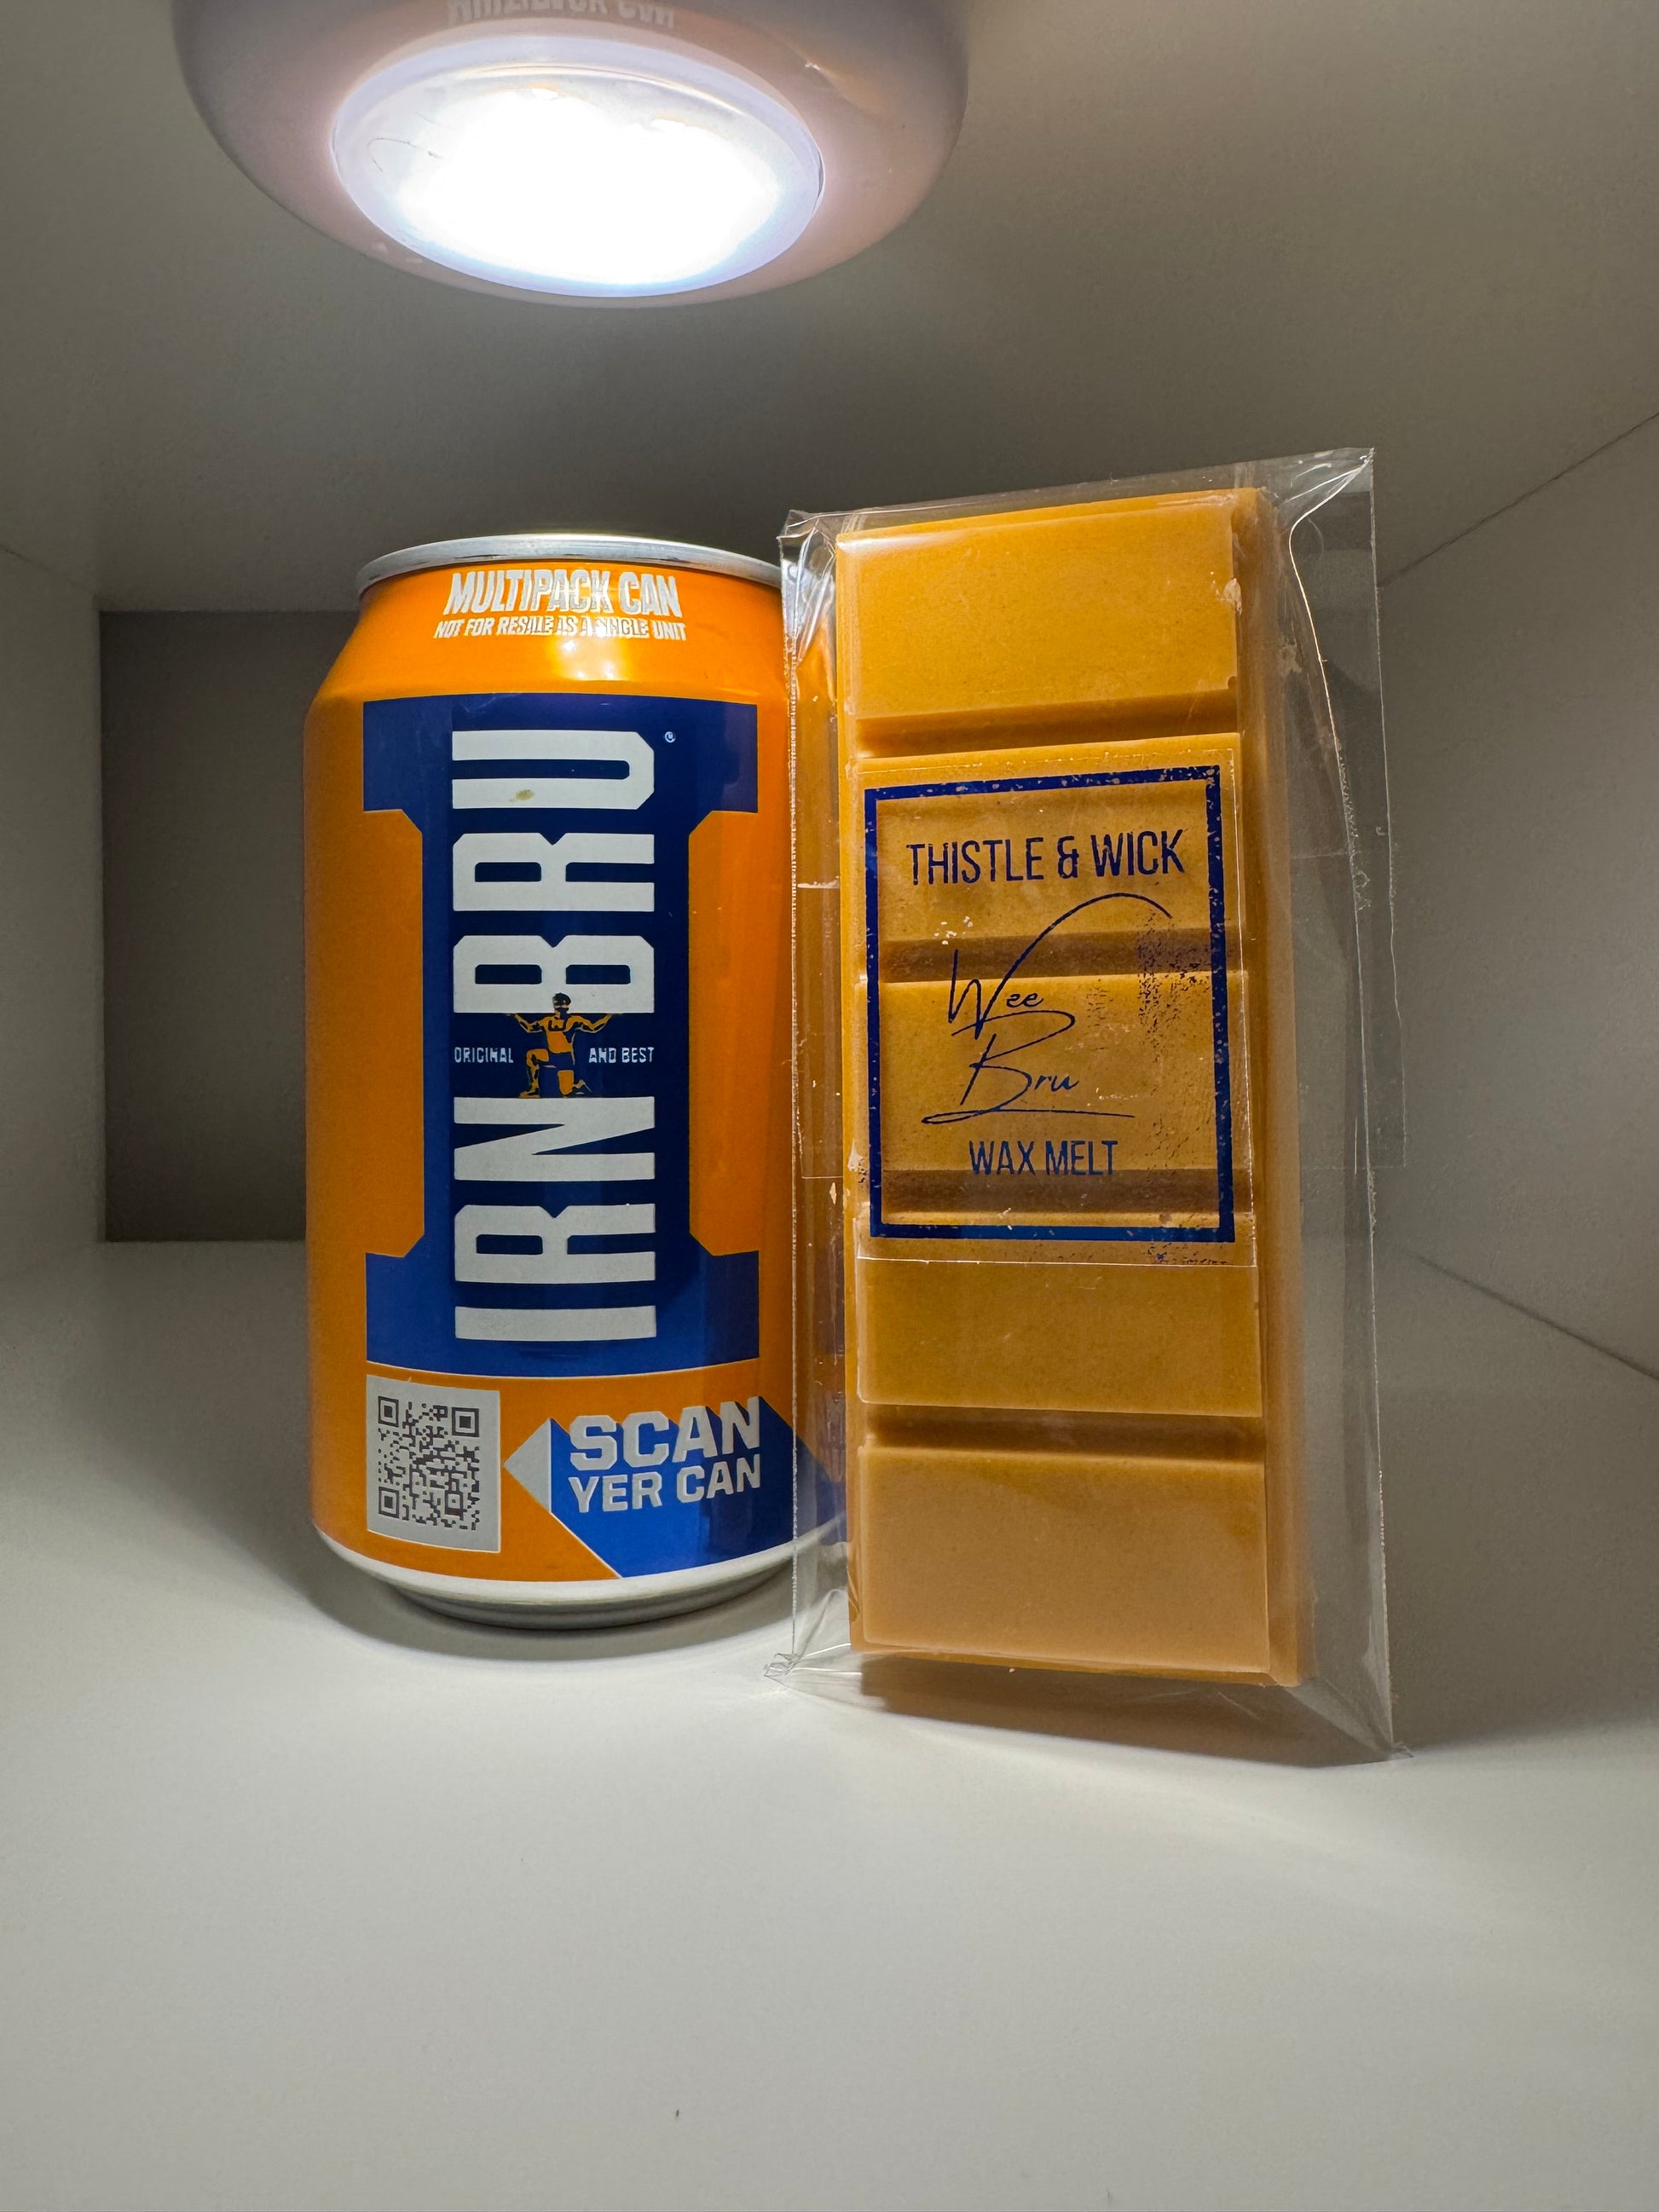 MULTIPACK CAN
NOT FOR RESALE AS A SINGLE UNIT
IRN BRU®
ORIGINAL AND BEST
SCAN
YER CAN
THISTLE & WICK
Wee
Bru
WAX MELT